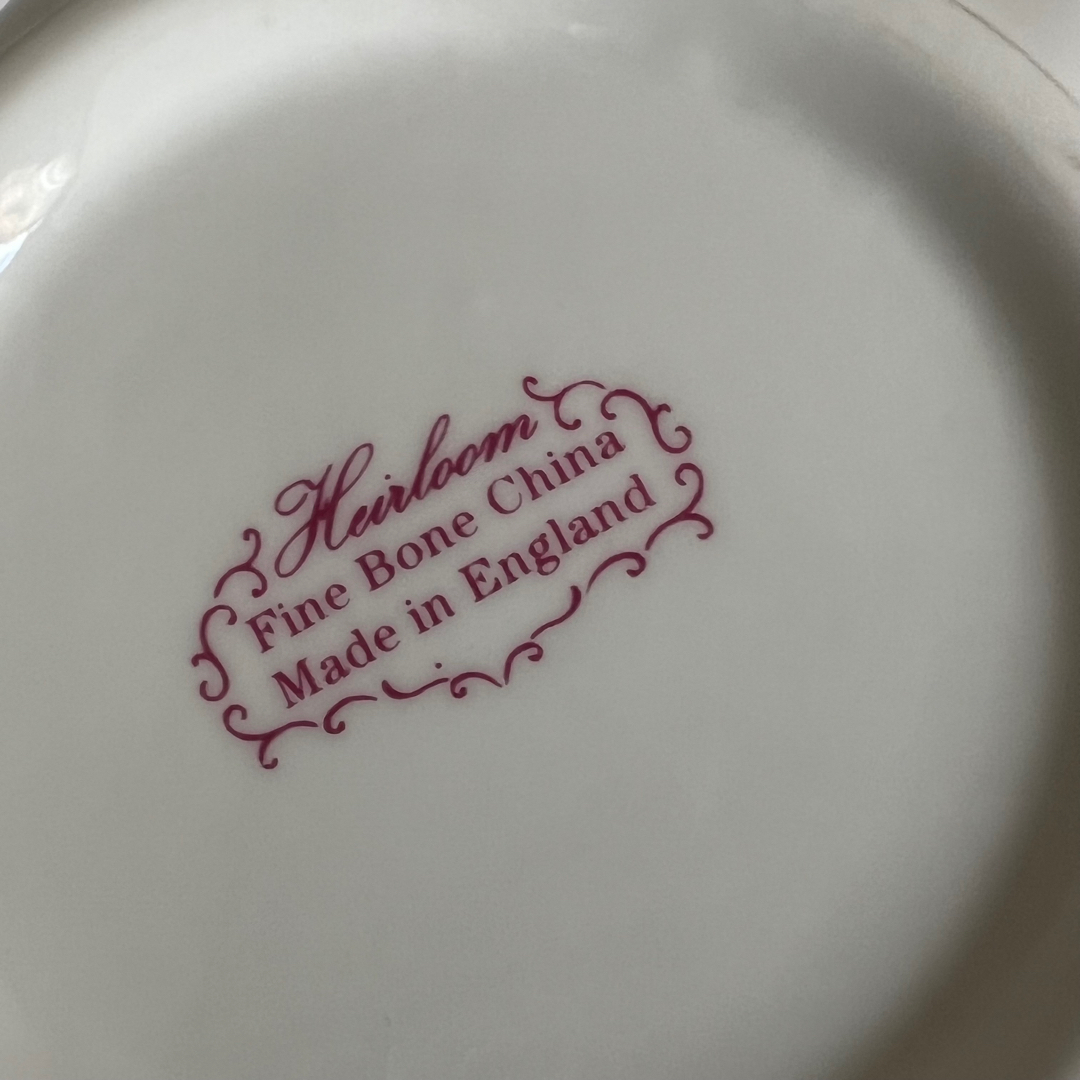 Heirloom
Fine Bone China
Made in England